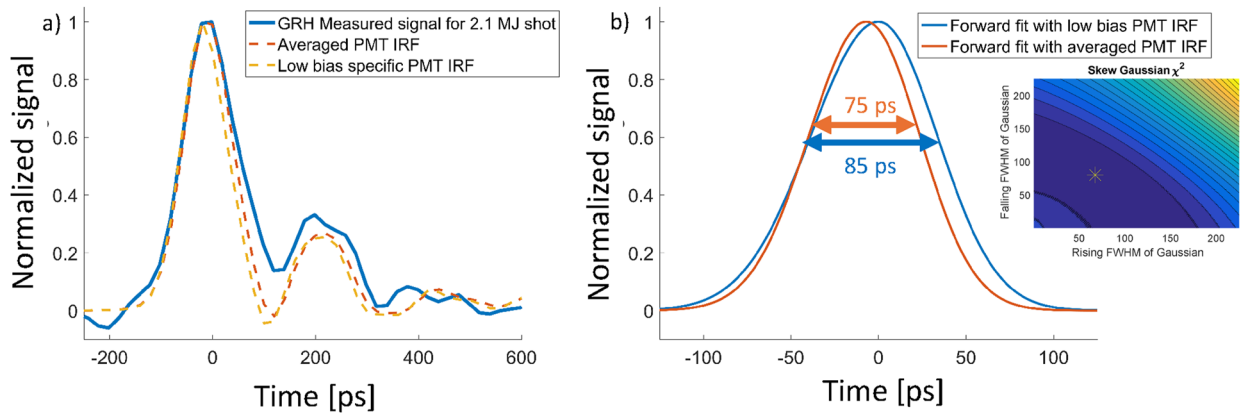 a)
GRH Measured signal for 2.1 MJ shot
Averaged PMT IRF
Low bias specific PMT IRF
Normalized signal
1
0.8
0.6
0.4
0.2
0
-200
0
200
400
600
Time [ps]
b)
Forward fit with low bias PMT IRF
Forward fit with averaged PMT IRF
Normalized signal
1
0.8
0.6
0.4
0.2
0
75 ps
85 ps
-100
-50
0
50
100
Time [ps]
Skew Gaussian χ²
Falling FWHM of Gaussian
200
150
100
50
50
100
150
200
Rising FWHM of Gaussian